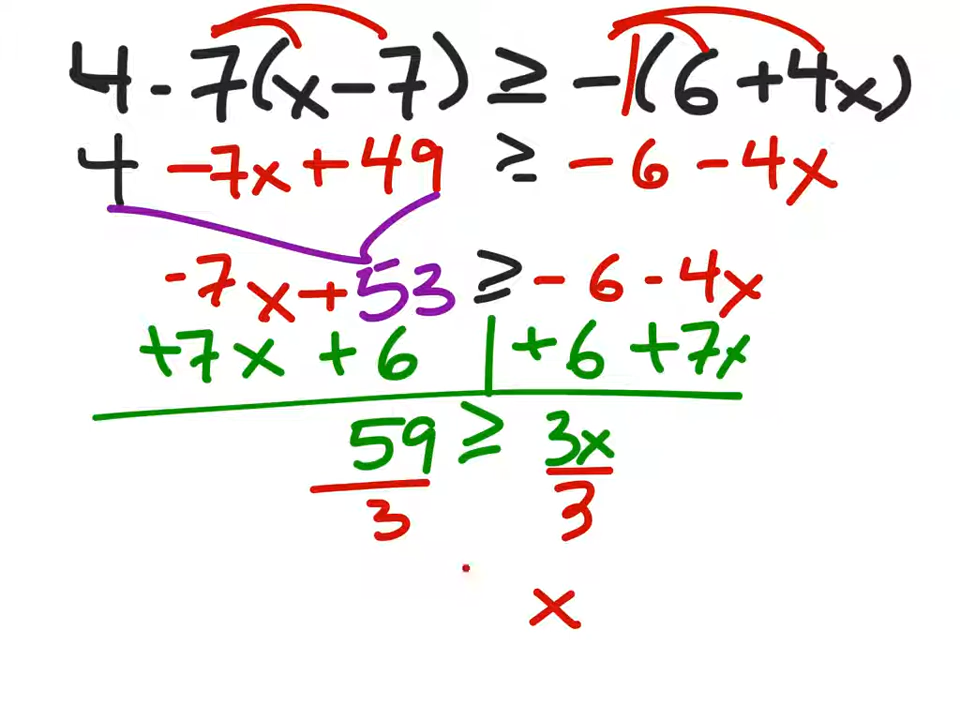 4 - 7(x - 7) ≥ -1(6 + 4x)
4 - 7x + 49 ≥ - 6 - 4x
-7x + 53 ≥ - 6 - 4x
+7x + 6 | + 6 + 7x
59 ≥ 3x
3 3
x